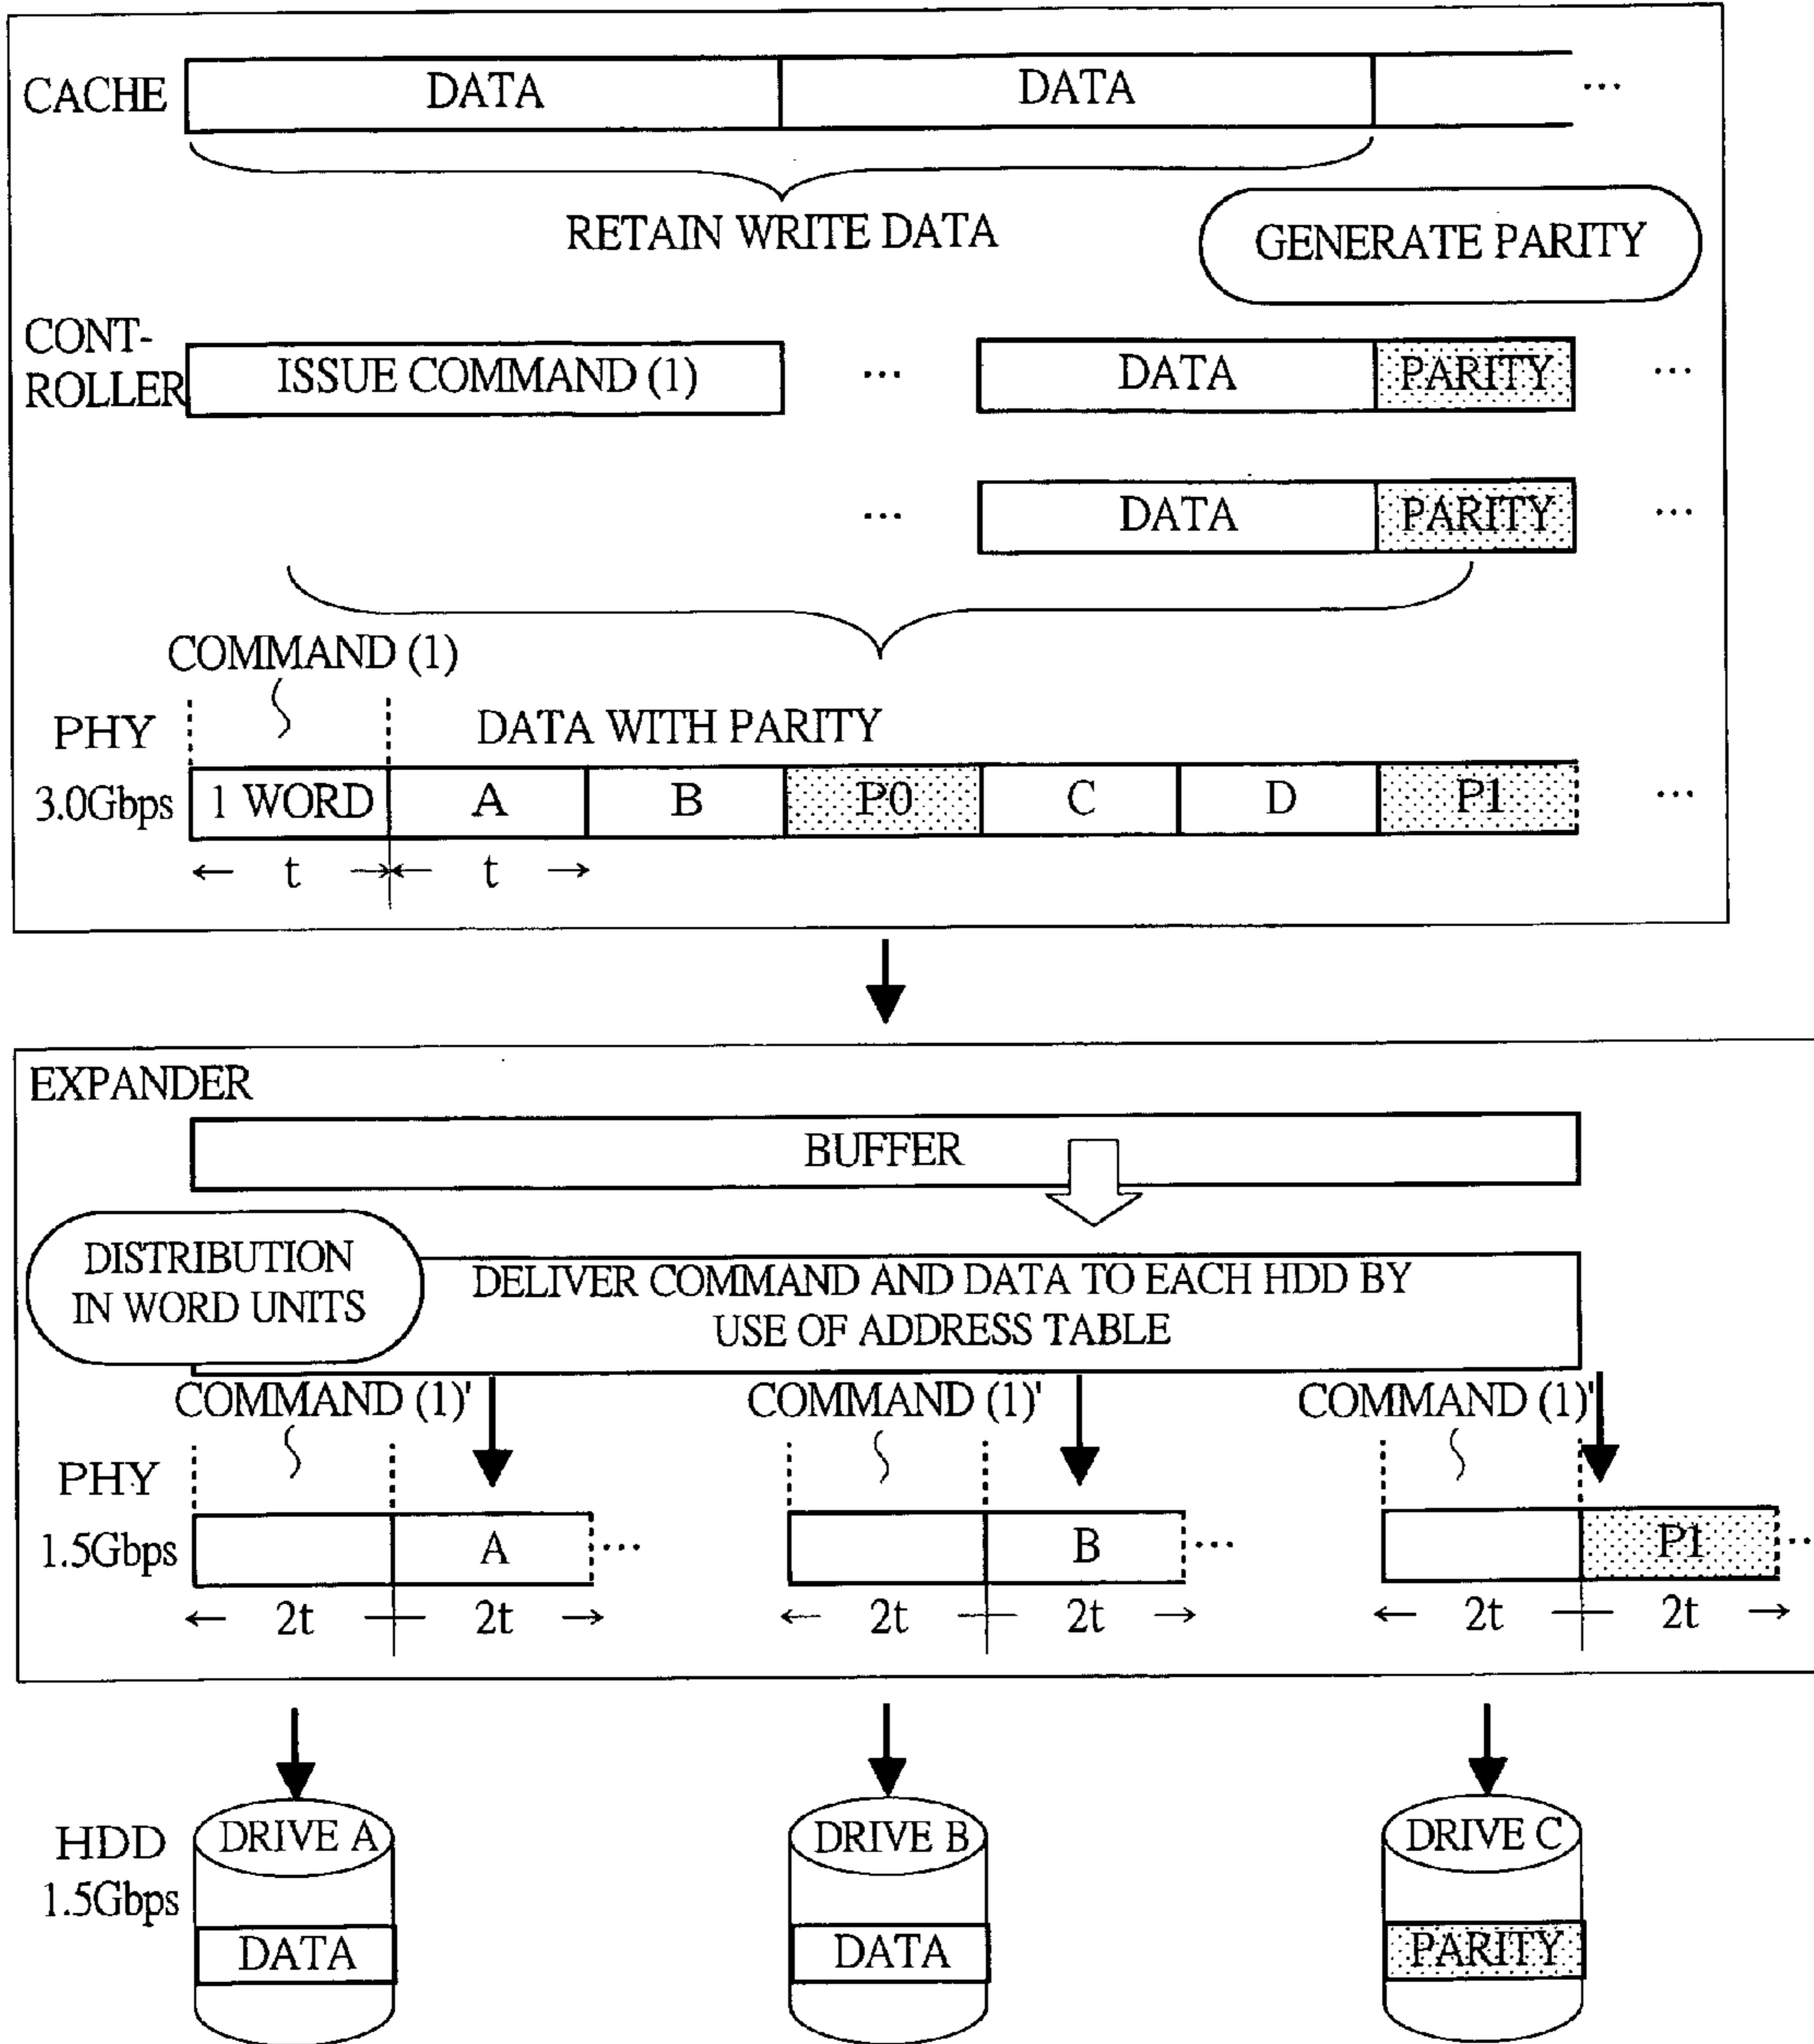 CACHE DATA DATA ...
RETAIN WRITE DATA
GENERATE PARITY
CONT-
ROLLER
ISSUE COMMAND (1) ... DATA PARITY ...
... DATA PARITY ...
COMMAND (1)
PHY
3.0Gbps
DATA WITH PARITY
1 WORD A B P0 C D P1 ...
← t → ← t →
EXPANDER
BUFFER
DISTRIBUTION
IN WORD UNITS
DELIVER COMMAND AND DATA TO EACH HDD BY
USE OF ADDRESS TABLE
COMMAND (1)' COMMAND (1)' COMMAND (1)'
PHY
1.5Gbps
A ... B ... P1 ...
← 2t — 2t → ← 2t — 2t → ← 2t — 2t →
HDD
1.5Gbps
DRIVE A DRIVE B DRIVE C
DATA DATA PARITY